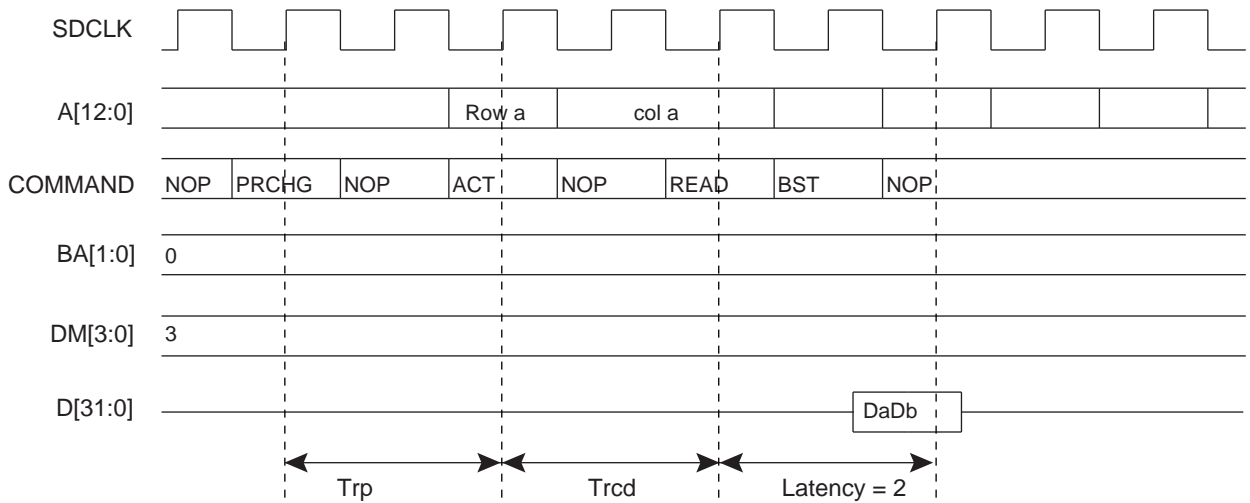 SDCLK
A[12:0] Row a col a
COMMAND NOP PRCHG NOP ACT NOP READ BST NOP
BA[1:0] 0
DM[3:0] 3
D[31:0] DaDb
Trp Trcd Latency = 2